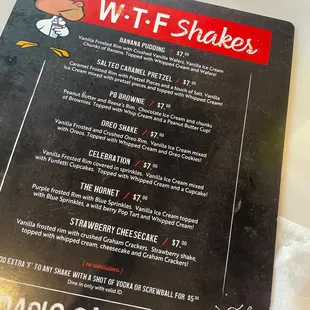 W·T·F Shakes
BANANA PUDDING / $7.00
Vanilla Frosted Rim with Crushed Vanilla Wafers, Vanilla Ice Cream
Chunks of Banana, Topped with Whipped Cream and Wafers!
SALTED CARAMEL PRETZEL / $7.00
Caramel Frosted Rim with Pretzel Pieces and a touch of Salt. Vanilla
Ice Cream mixed with pretzel pieces and topped with Whipped Cream!
PB BROWNIE / $7.00
Peanut Butter and Reese's Rim. Chocolate Ice Cream and chunks
of Brownies. Topped with Whip Cream and a Peanut Butter Cup!
OREO SHAKE / $7.00
Vanilla Frosted and Crushed Oreo Rim. Vanilla Ice Cream mixed
with Oreos. Topped with Whipped Cream and Oreo Cookies!
CELEBRATION / $7.00
Vanilla Frosted Rim covered in sprinkles. Vanilla Ice Cream mixed
with Funfetti Cupcakes. Topped with Whipped Cream and a Cupcake!
THE HORNET / $7.00
Purple frosted Rim with Blue Sprinkles. Vanilla Ice Cream topped
with Blue Sprinkles, a wild berry Pop Tart and Whipped Cream!
STRAWBERRY CHEESECAKE / $7.00
Vanilla frosted rim with crushed Graham Crackers. Strawberry shake,
topped with whipped cream, cheesecake and Graham Crackers!
(no substitutions)
EXTRA 'F' TO ANY SHAKE WITH A SHOT OF VODKA OR SCREWBALL FOR $5.00
Dine in only with valid ID.